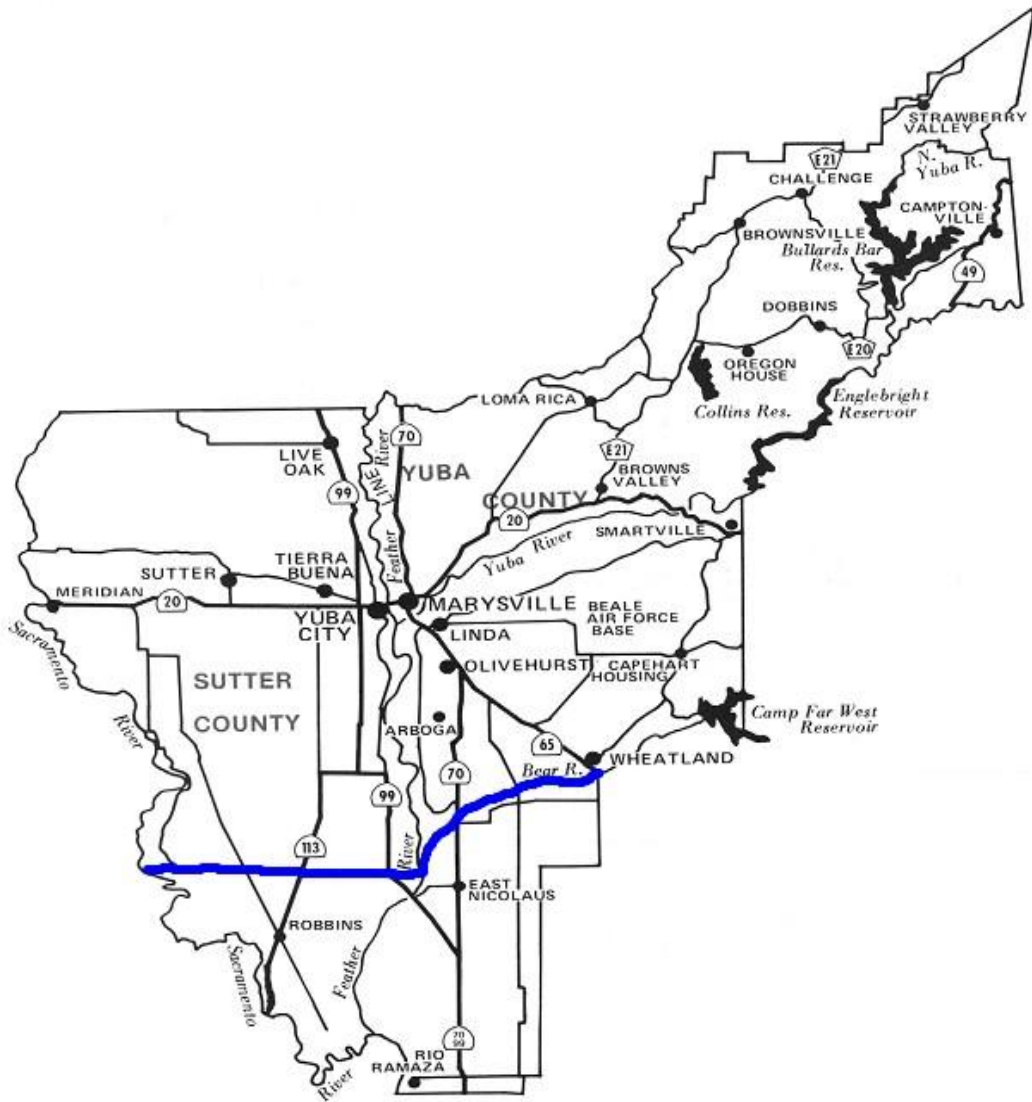 STRAWBERRY
VALLEY
E21
N.
Yuba R.
CHALLENGE
CAMPTON-
VILLE
BROWNSVILLE
Bullards Bar
Res.
49
DOBBINS
E20
OREGON
HOUSE
Englebright
Reservoir
LOMA RICA
Collins Res.
70
LIVE
OAK
LINE
River
YUBA
E21
BROWNS
VALLEY
99
COUNTY
20
SMARTVILLE
Feather
Yuba River
SUTTER
TIERRA
BUENA
MERIDIAN
20
MARYSVILLE
BEALE
AIR FORCE
BASE
YUBA
CITY
LINDA
Sacramento
OLIVEHURST
CAPEHART
HOUSING
SUTTER
COUNTY
River
ARBOGA
Camp Far West
Reservoir
65
WHEATLAND
70
Bear R.
99
113
River
EAST
NICOLAUS
ROBBINS
Feather
Sacramento
70
99
RIO
RAMAZA
River